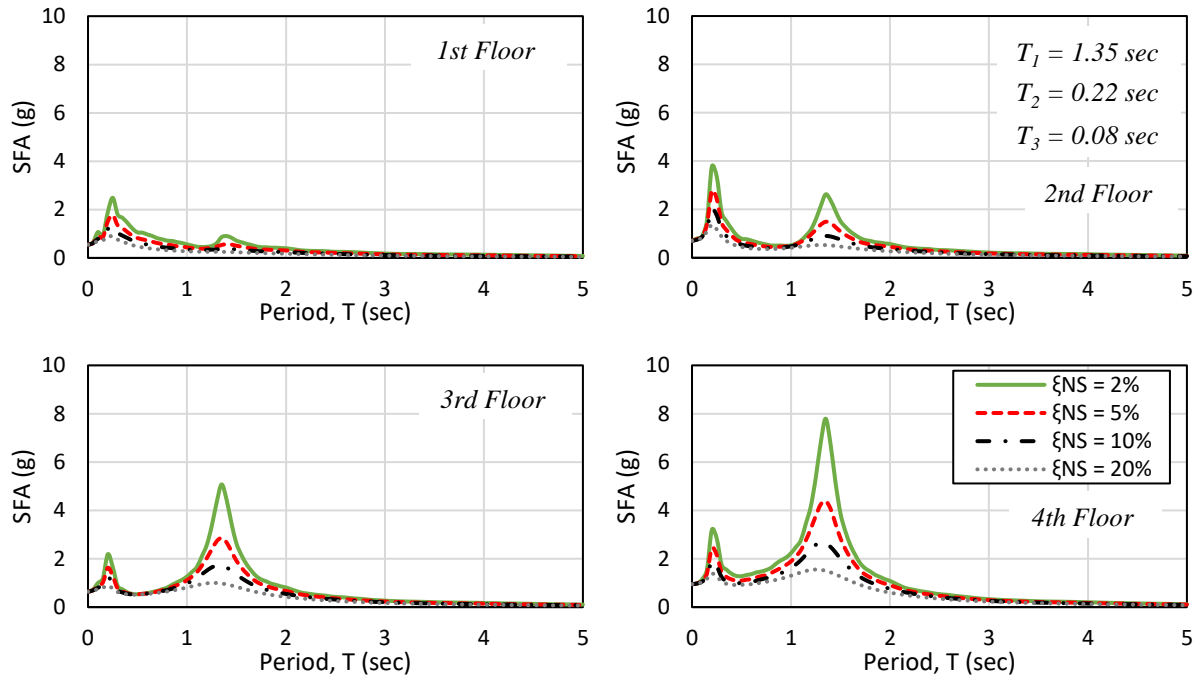 10
8
6
4
2
0
SFA (g)
1st Floor
0 1 2 3 4 5
Period, T (sec)
10
8
6
4
2
0
SFA (g)
T1 = 1.35 sec
T2 = 0.22 sec
T3 = 0.08 sec
2nd Floor
0 1 2 3 4 5
Period, T (sec)
10
8
6
4
2
0
SFA (g)
3rd Floor
0 1 2 3 4 5
Period, T (sec)
10
8
6
4
2
0
SFA (g)
ξNS = 2%
ξNS = 5%
ξNS = 10%
ξNS = 20%
4th Floor
0 1 2 3 4 5
Period, T (sec)